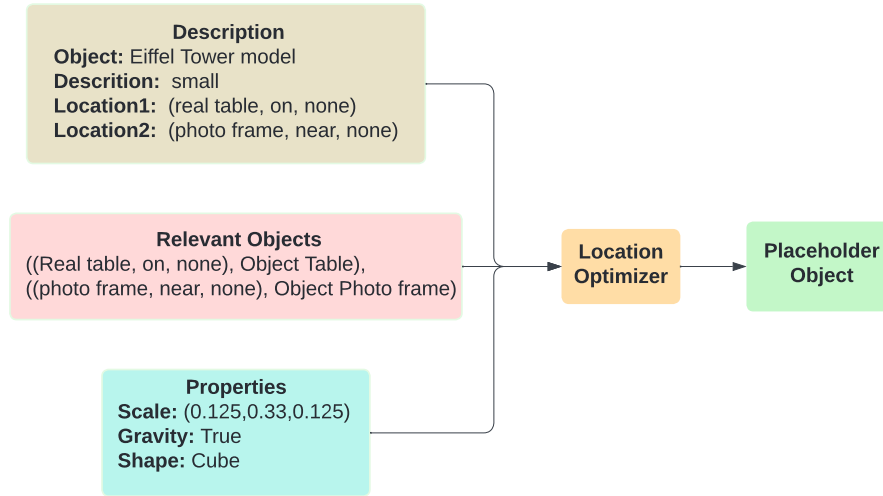 Description
Object: Eiffel Tower model
Descrition: small
Location1: (real table, on, none)
Location2: (photo frame, near, none)
Relevant Objects
((Real table, on, none), Object Table),
((photo frame, near, none), Object Photo frame)
Properties
Scale: (0.125,0.33,0.125)
Gravity: True
Shape: Cube
Location
Optimizer
Placeholder
Object